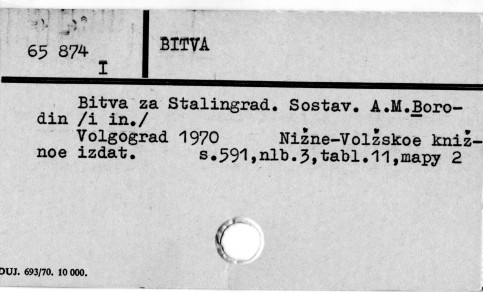 65 874
I
BITVA
Bitva za Stalingrad. Sostav. A.M.Boro-
din /i in./
Volgograd 1970 Nižne-Volžskoe kniž-
noe izdat. s.591,nlb.3,tabl.11,mapy 2
DUJ. 693/70. 10 000.